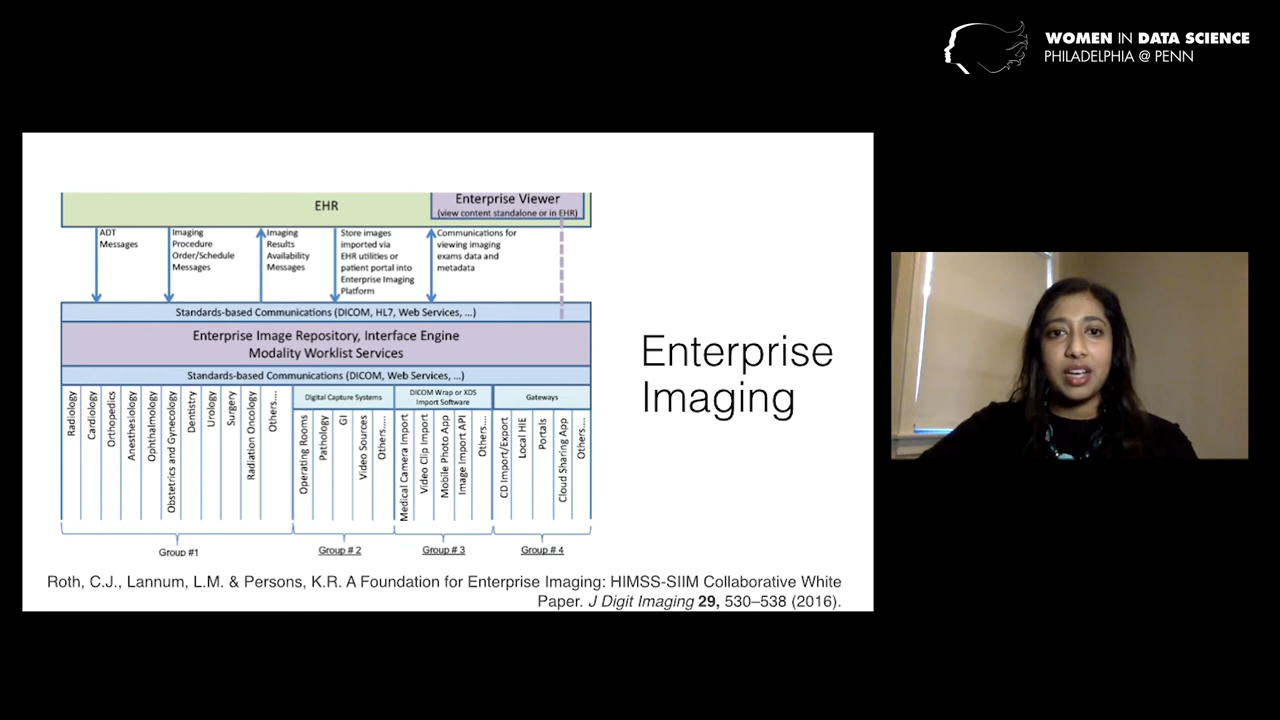 WOMEN IN DATA SCIENCE
PHILADELPHIA @ PENN
EHR
Enterprise Viewer
(view content standalone or in EHR)
ADT
Messages
Imaging
Procedure
Order/Schedule
Messages
Imaging
Results
Availability
Messages
Store images
imported via
EHR utilities or
patient portal into
Enterprise Imaging
Platform
Communications for
viewing imaging
exams data and
metadata
Standards-based Communications (DICOM, HL7, Web Services, ...)
Enterprise Image Repository, Interface Engine
Modality Worklist Services
Standards-based Communications (DICOM, Web Services, ...)
Radiology
Cardiology
Orthopedics
Anesthesiology
Ophthalmology
Obstetrics and Gynecology
Dentistry
Urology
Surgery
Radiation Oncology
Others....
Digital Capture Systems
Operating Rooms
Pathology
GI
Video Sources
Others.....
DICOM Wrap or XDS
Import Software
Medical Camera Import
Video Clip Import
Mobile Photo App
Image Import API
Others....
Gateways
CD Import/Export
Local HIE
Portals
Cloud Sharing App
Others....
Group #1
Group # 2
Group # 3
Group # 4
Enterprise
Imaging
Roth, C.J., Lannum, L.M. & Persons, K.R. A Foundation for Enterprise Imaging: HIMSS-SIIM Collaborative White
Paper. J Digit Imaging 29, 530–538 (2016).